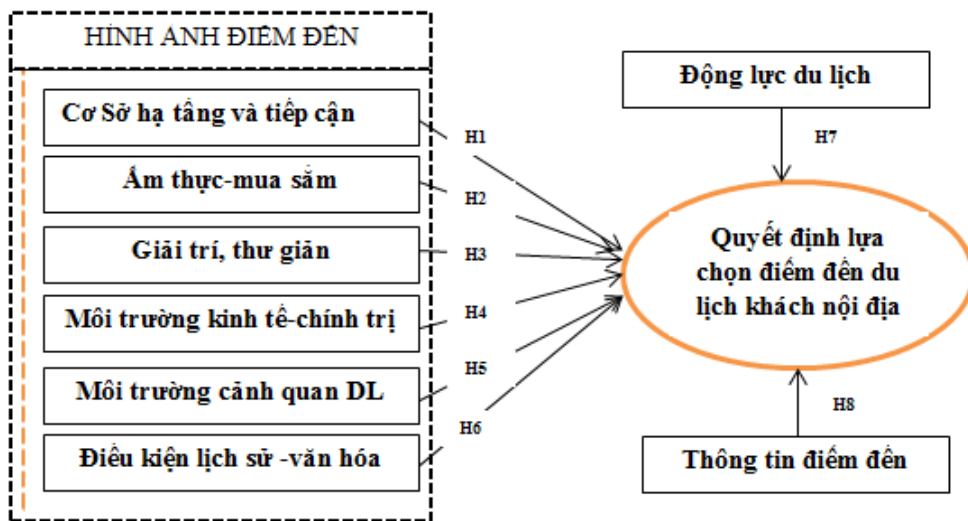 HÌNH ẢNH ĐIỂM ĐẾN
Cơ Sở hạ tầng và tiếp cận
Ẩm thực-mua sắm
Giải trí, thư giãn
Môi trường kinh tế-chính trị
Môi trường cảnh quan DL
Điều kiện lịch sử -văn hóa
H1
H2
H3
H4
H5
H6
Động lực du lịch
H7
Quyết định lựa
chọn điểm đến du
lịch khách nội địa
H8
Thông tin điểm đến